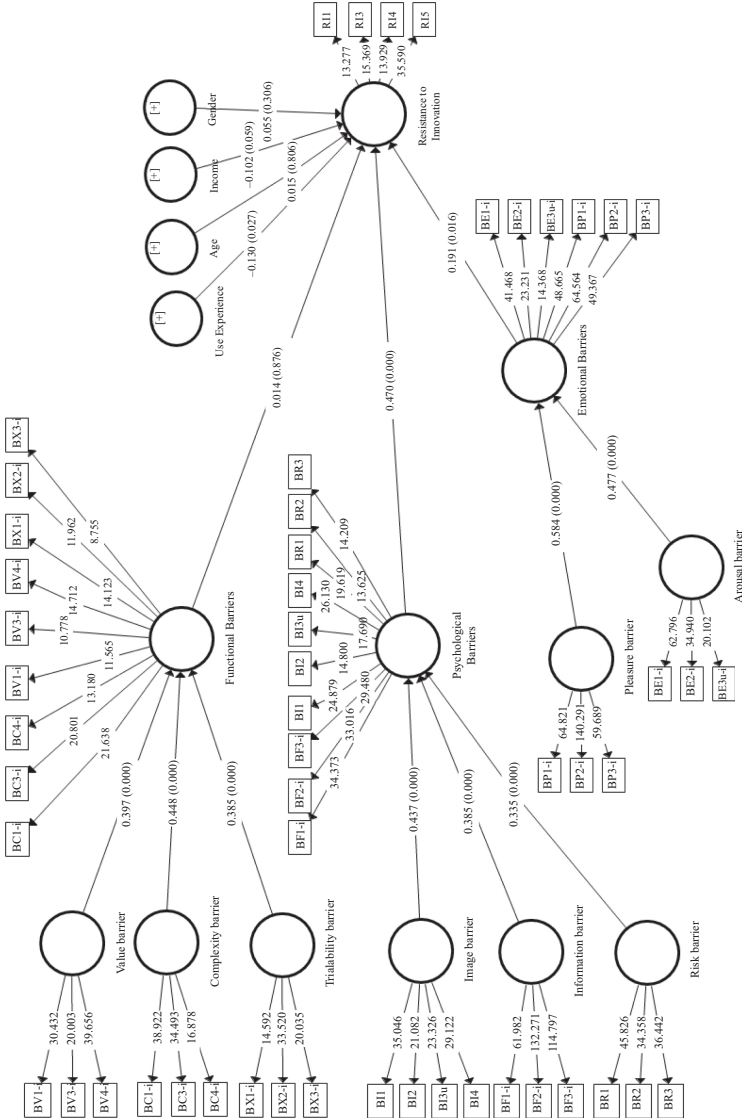 RI1
RI3
RI4
RI5
13.277
15.369
13.929
35.590
Resistance to
Innovation
[+]
Gender
[+]
Income
[+]
Age
[+]
Use Experience
0.055 (0.306)
−0.102 (0.059)
0.015 (0.806)
−0.130 (0.027)
0.014 (0.876)
0.470 (0.000)
0.191 (0.016)
BE1-i
BE2-i
BE3u-i
BP1-i
BP2-i
BP3-i
41.468
23.231
14.368
48.665
64.564
49.367
Emotional Barriers
0.584 (0.000)
0.477 (0.000)
BX3-i
BX2-i
BX1-i
BV4-i
BV3-i
BV1-i
BC4-i
BC3-i
BC1-i
8.755
11.962
14.123
14.712
10.778
11.565
13.180
20.801
21.638
Functional Barriers
0.397 (0.000)
0.448 (0.000)
0.385 (0.000)
BR3
BR2
BR1
BI4
BI3u
BI2
BI1
BF3-i
BF2-i
BF1-i
14.209
13.625
19.619
26.130
17.690
14.800
29.480
24.879
33.016
34.373
Psychological
Barriers
0.437 (0.000)
0.385 (0.000)
0.335 (0.000)
Pleasure barrier
64.821
140.291
59.689
BP1-i
BP2-i
BP3-i
Arousal barrier
62.796
34.940
20.102
BE1-i
BE2-i
BE3u-i
Value barrier
30.432
20.003
39.656
BV1-i
BV3-i
BV4-i
Complexity barrier
38.922
34.493
16.878
BC1-i
BC3-i
BC4-i
Trialability barrier
14.592
33.520
20.035
BX1-i
BX2-i
BX3-i
Image barrier
35.046
21.082
23.326
29.122
BI1
BI2
BI3u
BI4
Information barrier
61.982
132.271
114.797
BF1-i
BF2-i
BF3-i
Risk barrier
45.826
34.358
36.442
BR1
BR2
BR3